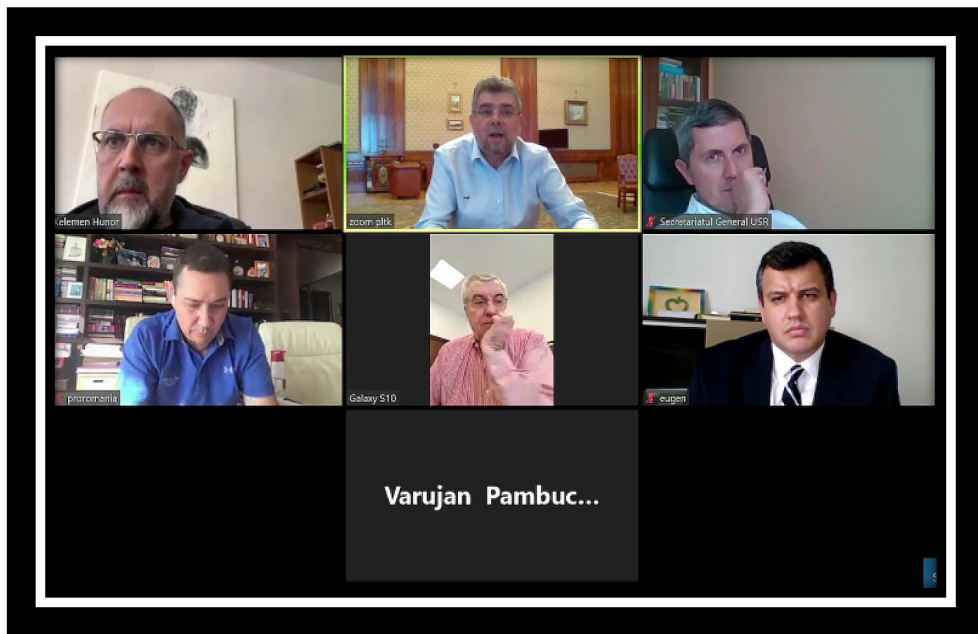 Kelemen Hunor
zoom pltk
Secretariatul General USR
proromania
Galaxy S10
eugen
Varujan Pambuc...